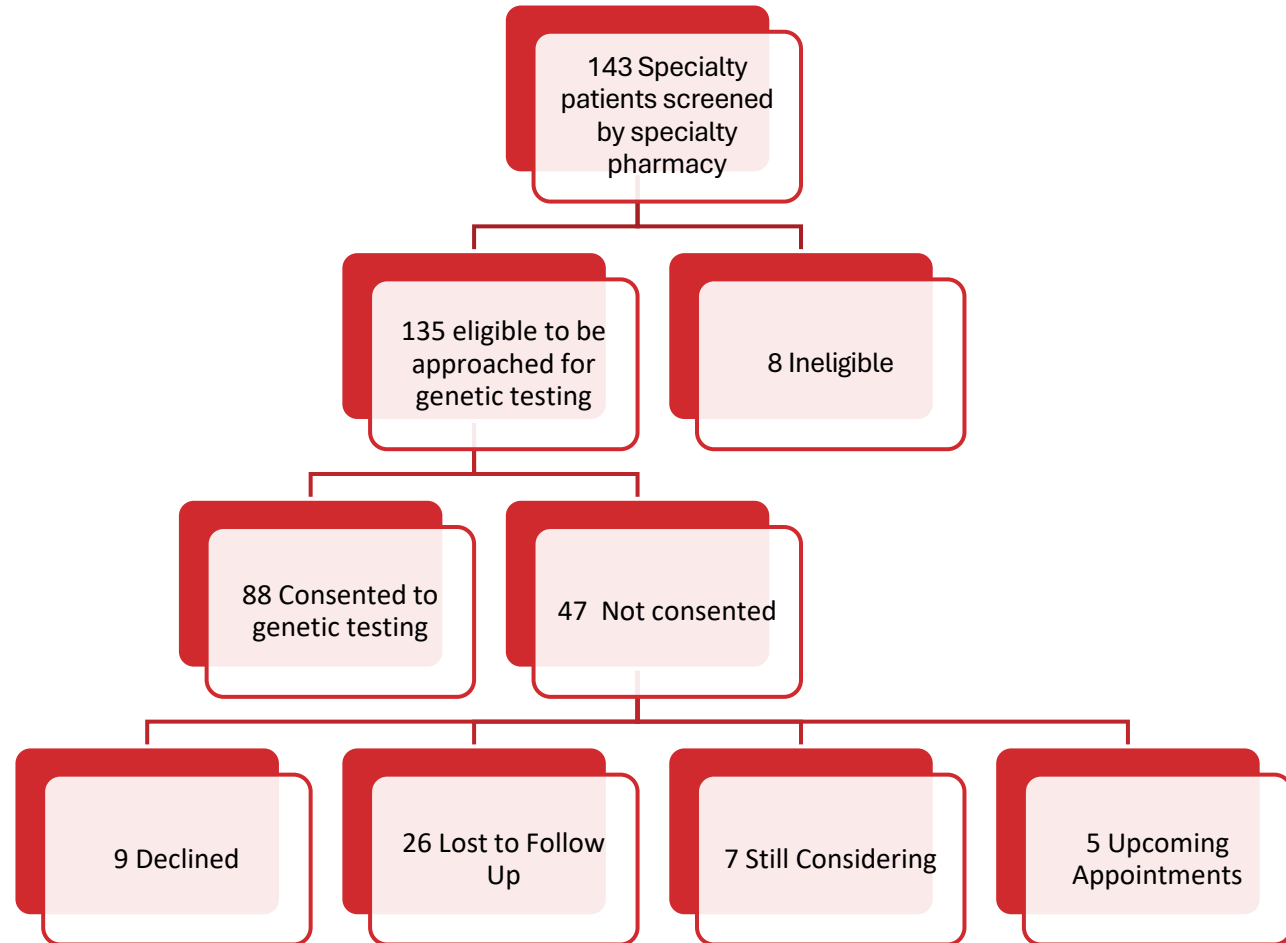 143 Specialty
patients screened
by specialty
pharmacy
135 eligible to be
approached for
genetic testing
8 Ineligible
88 Consented to
genetic testing
47  Not consented
9 Declined
26 Lost to Follow
Up
7 Still Considering
5 Upcoming
Appointments